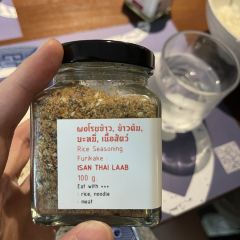 ผงโรยข้าว, ข้าวต้ม,
บะหมี่, เนื้อสัตว์
Rice Seasoning
Furikake
ISAN THAI LAAB
100 g.
Eat with •••
• rice, noodle
• meat